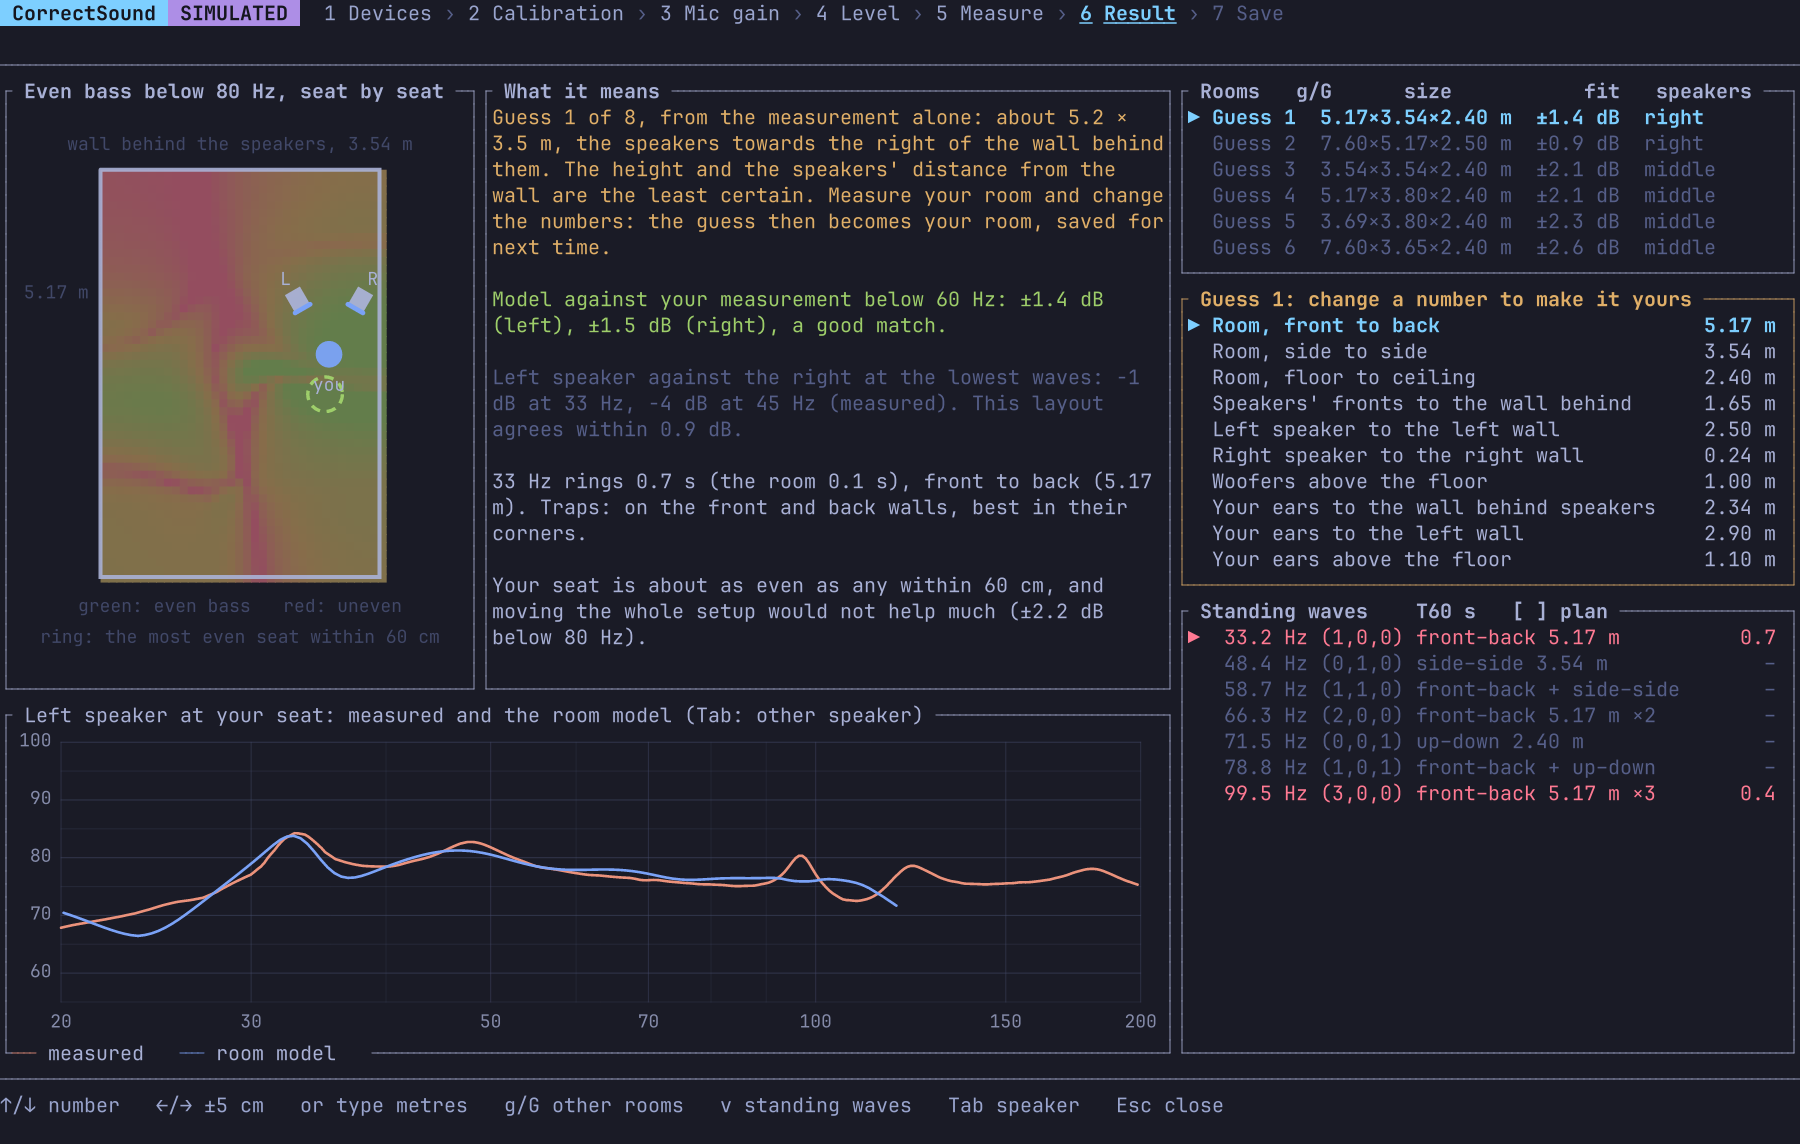 CorrectSound SIMULATED 1 Devices › 2 Calibration › 3 Mic gain › 4 Level › 5 Measure › 6 Result › 7 Save
Even bass below 80 Hz, seat by seat
wall behind the speakers, 3.54 m
L R
5.17 m
you
green: even bass red: uneven
ring: the most even seat within 60 cm
What it means
Guess 1 of 8, from the measurement alone: about 5.2 ×
3.5 m, the speakers towards the right of the wall behind
them. The height and the speakers' distance from the
wall are the least certain. Measure your room and change
the numbers: the guess then becomes your room, saved for
next time.
Model against your measurement below 60 Hz: ±1.4 dB
(left), ±1.5 dB (right), a good match.
Left speaker against the right at the lowest waves: -1
dB at 33 Hz, -4 dB at 45 Hz (measured). This layout
agrees within 0.9 dB.
33 Hz rings 0.7 s (the room 0.1 s), front to back (5.17
m). Traps: on the front and back walls, best in their
corners.
Your seat is about as even as any within 60 cm, and
moving the whole setup would not help much (±2.2 dB
below 80 Hz).
Rooms g/G size fit speakers
▶ Guess 1 5.17×3.54×2.40 m ±1.4 dB right
Guess 2 7.60×5.17×2.50 m ±0.9 dB right
Guess 3 3.54×3.54×2.40 m ±2.1 dB middle
Guess 4 5.17×3.80×2.40 m ±2.1 dB middle
Guess 5 3.69×3.80×2.40 m ±2.3 dB middle
Guess 6 7.60×3.65×2.40 m ±2.6 dB middle
Guess 1: change a number to make it yours
▶ Room, front to back 5.17 m
Room, side to side 3.54 m
Room, floor to ceiling 2.40 m
Speakers' fronts to the wall behind 1.65 m
Left speaker to the left wall 2.50 m
Right speaker to the right wall 0.24 m
Woofers above the floor 1.00 m
Your ears to the wall behind speakers 2.34 m
Your ears to the left wall 2.90 m
Your ears above the floor 1.10 m
Standing waves T60 s [ ] plan
▶ 33.2 Hz (1,0,0) front-back 5.17 m 0.7
48.4 Hz (0,1,0) side-side 3.54 m –
58.7 Hz (1,1,0) front-back + side-side –
66.3 Hz (2,0,0) front-back 5.17 m ×2 –
71.5 Hz (0,0,1) up-down 2.40 m –
78.8 Hz (1,0,1) front-back + up-down –
99.5 Hz (3,0,0) front-back 5.17 m ×3 0.4
Left speaker at your seat: measured and the room model (Tab: other speaker)
100
90
80
70
60
20 30 50 70 100 150 200
measured room model
↑/↓ number ←/→ ±5 cm or type metres g/G other rooms v standing waves Tab speaker Esc close